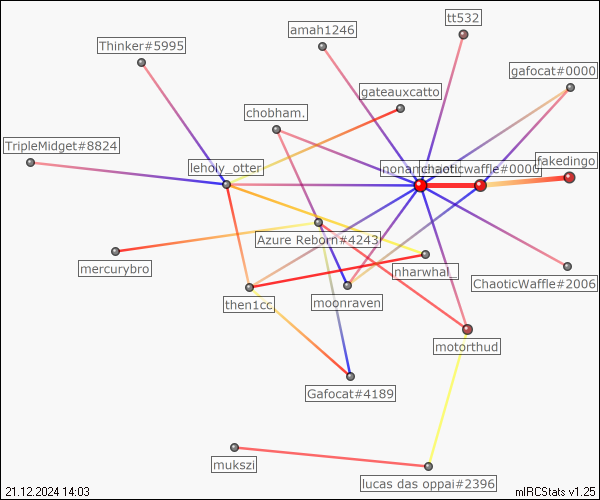 tt532
amah1246
Thinker#5995
gafocat#0000
gateauxcatto
chobham.
TripleMidget#8824
fakedingo
leholy_otter
chaoticwaffle#0000
Azure Reborn#4243
mercurybro
nharwhal_
ChaoticWaffle#2006
then1cc
moonraven
motorthud
Gafocat#4189
mukszi
lucas das oppai#2396
21.12.2024 14:03
mIRCStats v1.25